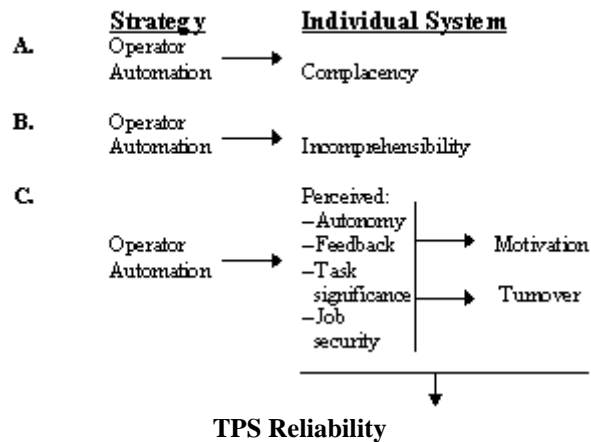 Strategy Individual System
A. Operator
Automation Complacency
B. Operator
Automation Incomprehensibility
C. Perceived:
–Autonomy
Operator –Feedback Motivation
Automation –Task
significance Turnover
–Job
security
TPS Reliability